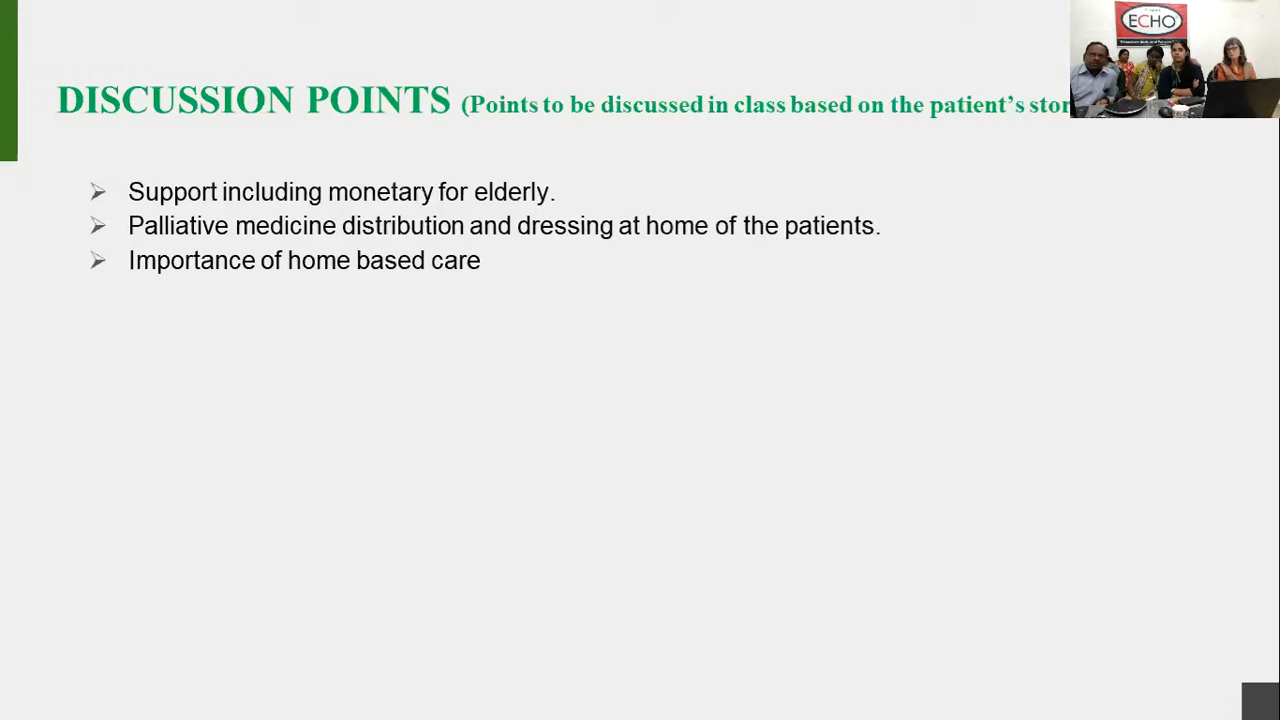 ECHO
DISCUSSION POINTS (Points to be discussed in class based on the patient's stor
➢ Support including monetary for elderly.
➢ Palliative medicine distribution and dressing at home of the patients.
➢ Importance of home based care